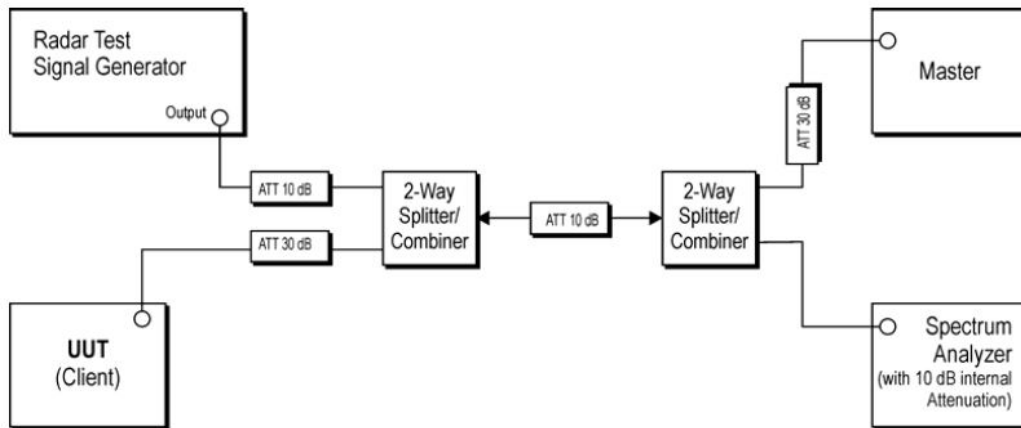 Radar Test
Signal Generator
Output
ATT 10 dB
2-Way
Splitter/
Combiner
ATT 30 dB
UUT
(Client)
ATT 10 dB
2-Way
Splitter/
Combiner
ATT 30 dB
Master
Spectrum
Analyzer
(with 10 dB internal
Attenuation)